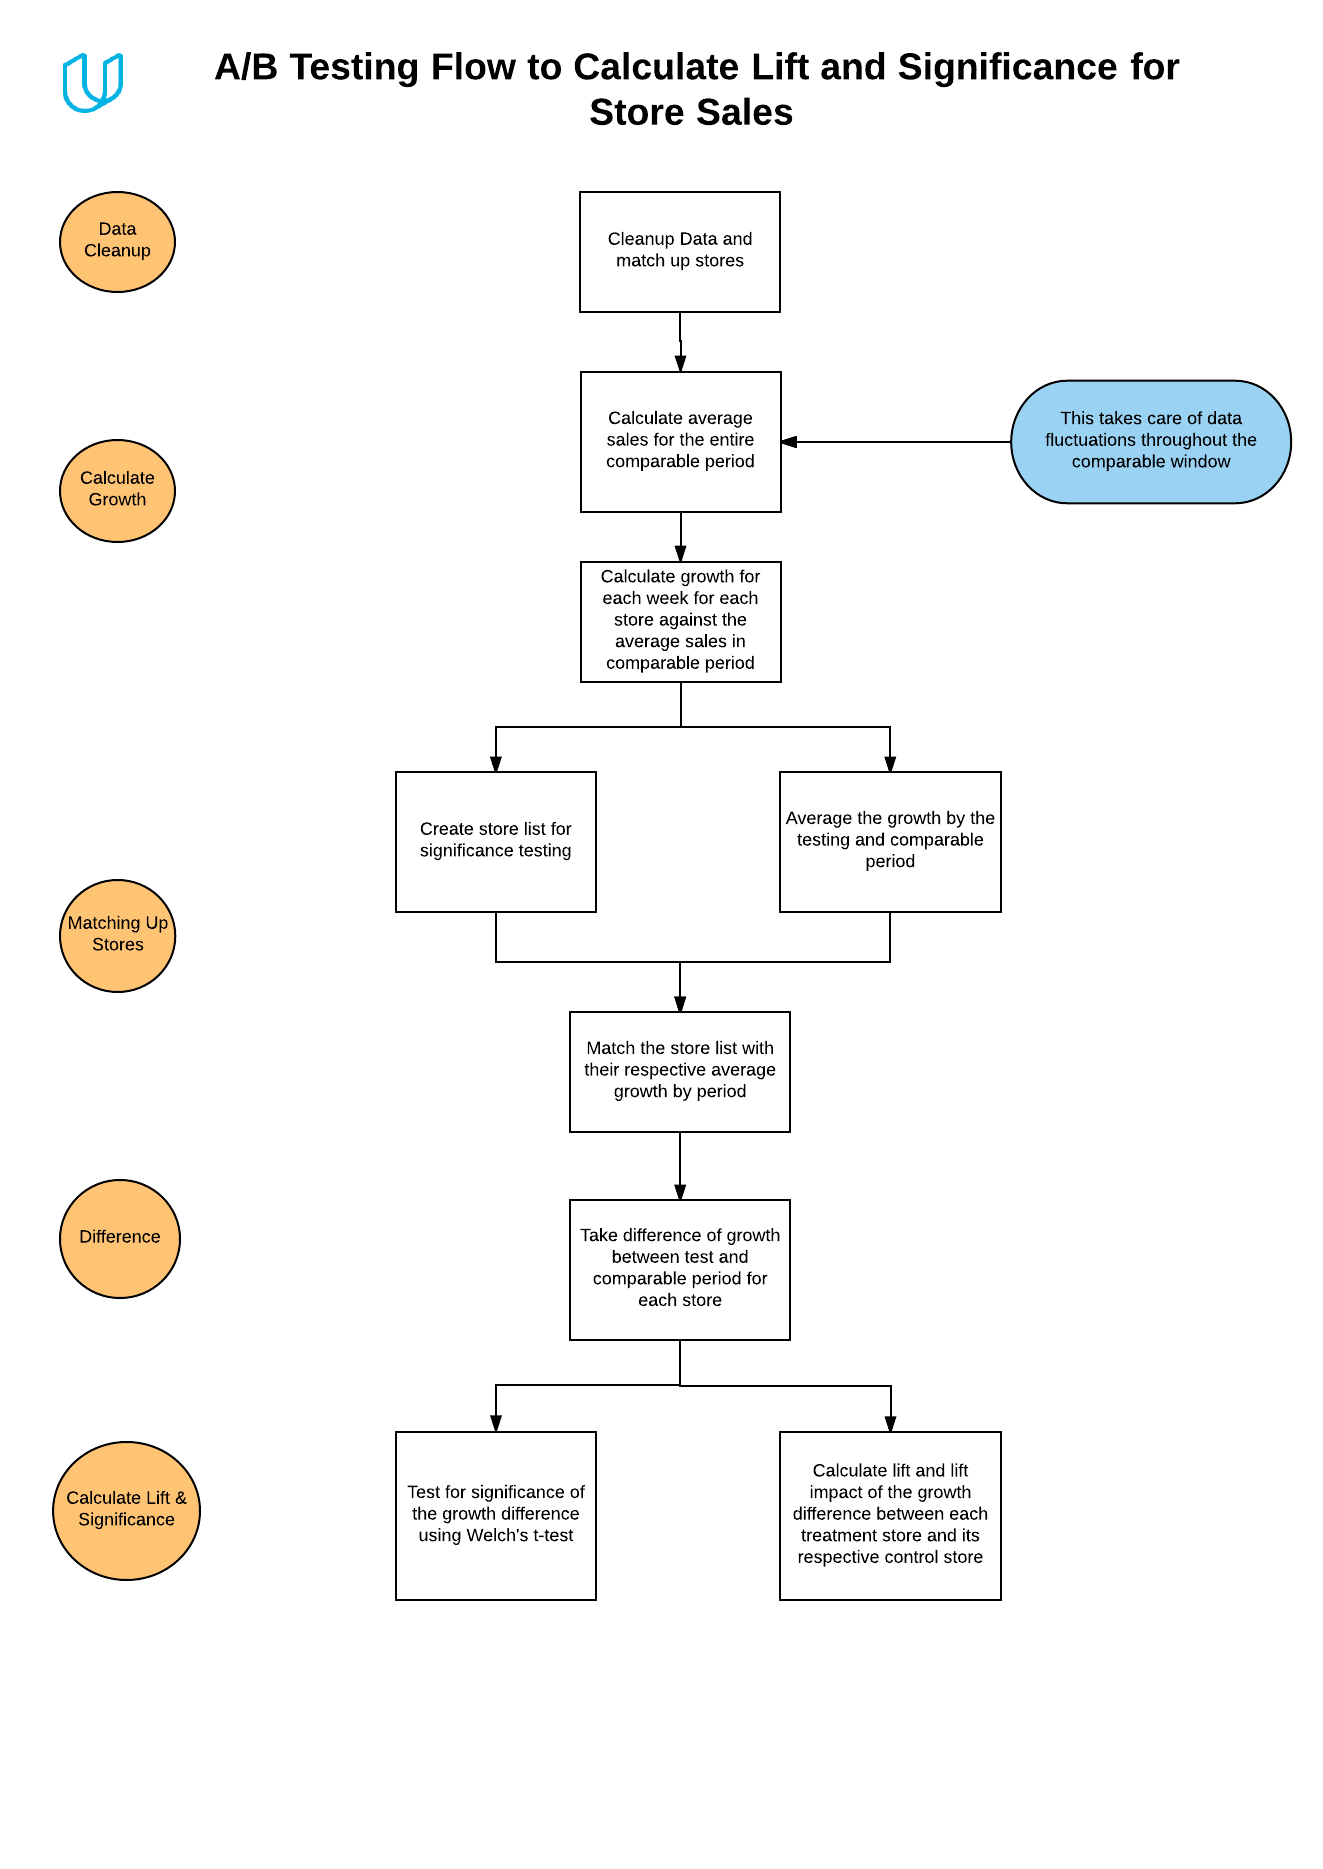 A/B Testing Flow to Calculate Lift and Significance for
Store Sales
Data
Cleanup
Cleanup Data and
match up stores
Calculate average
sales for the entire
comparable period
This takes care of data
fluctuations throughout the
comparable window
Calculate
Growth
Calculate growth for
each week for each
store against the
average sales in
comparable period
Create store list for
significance testing
Average the growth by the
testing and comparable
period
Matching Up
Stores
Match the store list with
their respective average
growth by period
Difference
Take difference of growth
between test and
comparable period for
each store
Calculate Lift &
Significance
Test for significance of
the growth difference
using Welch's t-test
Calculate lift and lift
impact of the growth
difference between each
treatment store and its
respective control store